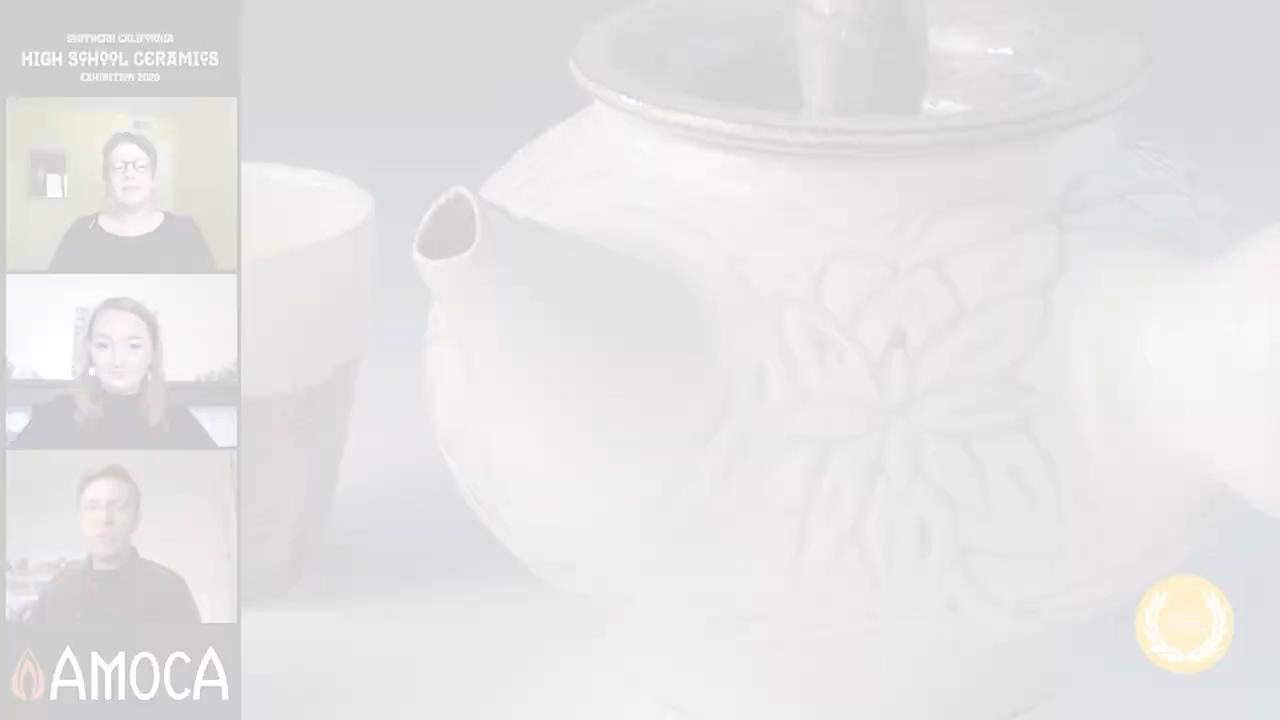 SOUTHERN CALIFORNIA
HIGH SCHOOL CERAMICS
EXHIBITION 2020
AMOCA